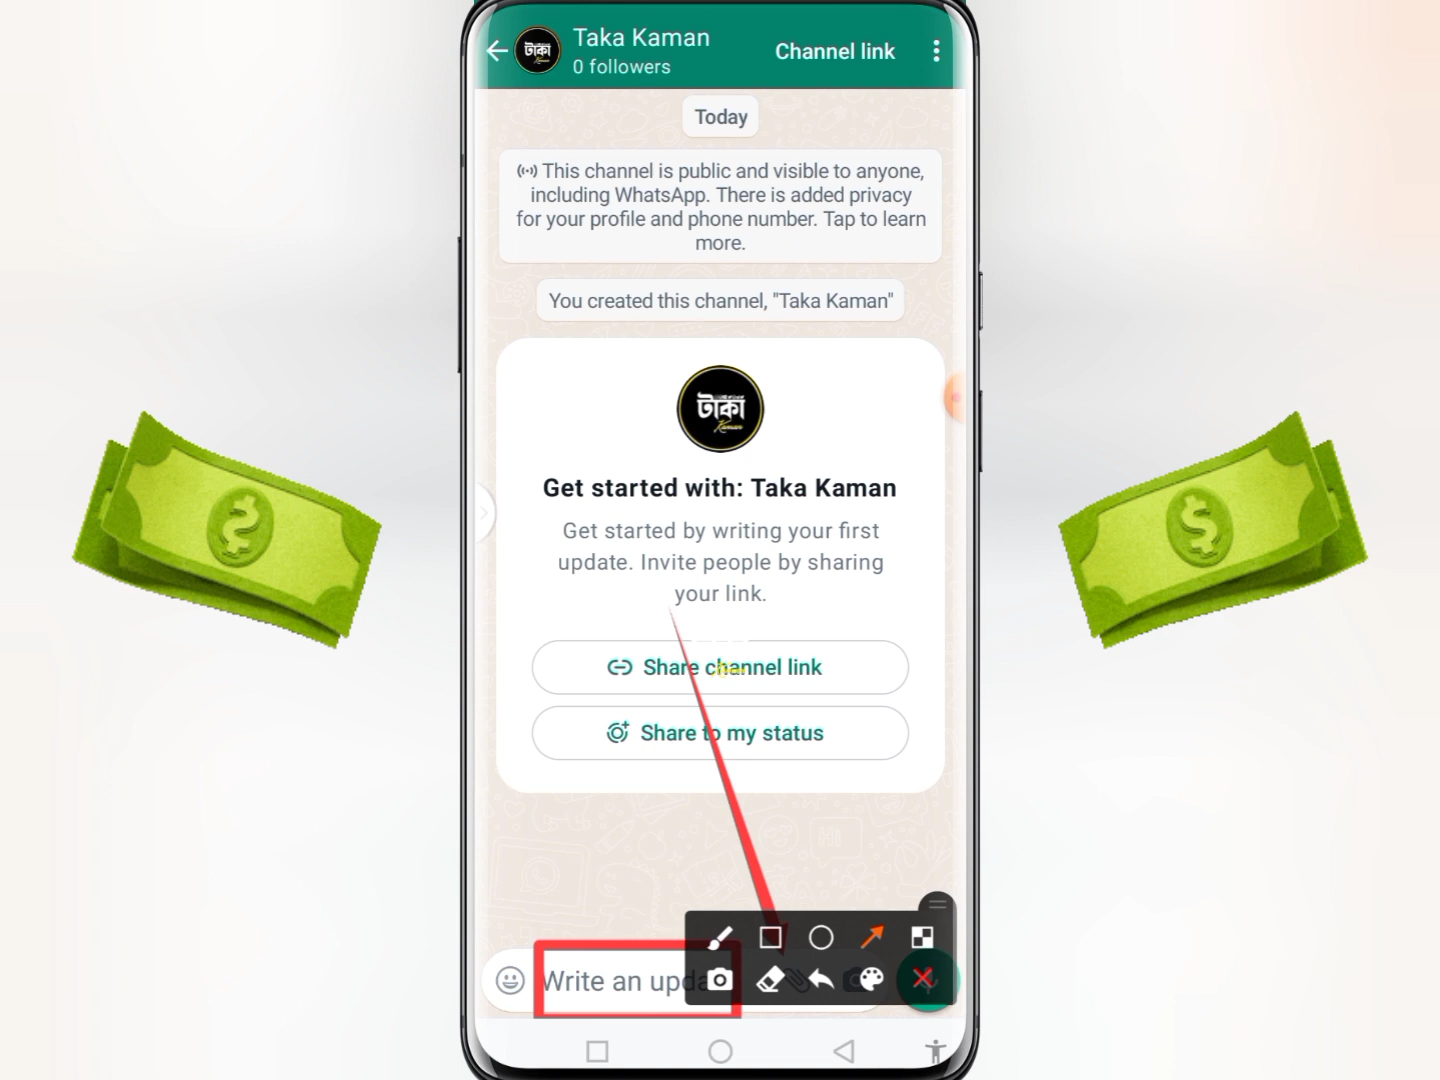 Taka Kaman
0 followers
Channel link
Today
This channel is public and visible to anyone,
including WhatsApp. There is added privacy
for your profile and phone number. Tap to learn
more.
You created this channel, "Taka Kaman"
টাকা
Kaman
Get started with: Taka Kaman
Get started by writing your first
update. Invite people by sharing
your link.
Share channel link
Share to my status
Write an upda